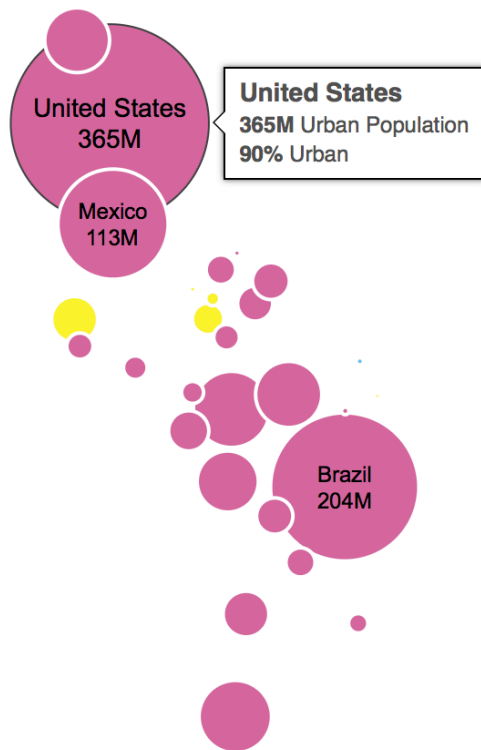 United States
365M
United States
365M Urban Population
90% Urban
Mexico
113M
Brazil
204M